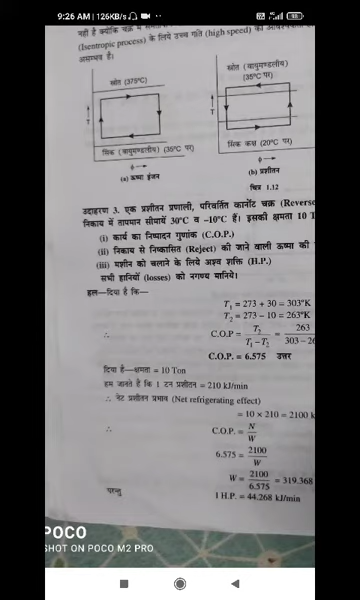 9:26 AM | 126KB/s
नहीं है क्योंकि चक्र में
(Isentropic process) के लिये उच्च गति (high speed) की
असम्भव है।
स्रोत (375°C)
स्रोत (वायुमण्डलीय)
(35°C पर)
T
T
सिंक (वायुमण्डलीय) (35°C पर)
सिंक कक्ष (20°C पर)
ϕ
ϕ
(a) ऊष्मा इंजन
(b) प्रशीतन
चित्र 1.12
उदाहरण 3. एक प्रशीतन प्रणाली, परिवर्तित कार्नोट चक्र (Reverse
निकाय में तापमान सीमायें 30°C व –10°C हैं। इसकी क्षमता 10 T
(i) कार्य का निष्पादन गुणांक (C.O.P.)
(ii) निकाय से निष्कासित (Reject) की जाने वाली ऊष्मा की
(iii) मशीन को चलाने के लिये अश्व शक्ति (H.P.)
सभी हानियों (losses) को नगण्य मानिये।
हल—दिया है कि—
T₁ = 273 + 30 = 303°K
T₂ = 273 – 10 = 263°K
∴ C.O.P = T₂/(T₁ – T₂) = 263/303 – 26
C.O.P. = 6.575 उत्तर
दिया है—क्षमता = 10 Ton
हम जानते हैं कि 1 टन प्रशीतन = 210 kJ/min
∴ नेट प्रशीतन प्रभाव (Net refrigerating effect)
= 10 × 210 = 2100 k
∴ C.O.P. = N/W
6.575 = 2100/W
W = 2100/6.575 = 319.368
परन्तु 1 H.P. = 44.268 kJ/min
POCO
SHOT ON POCO M2 PRO